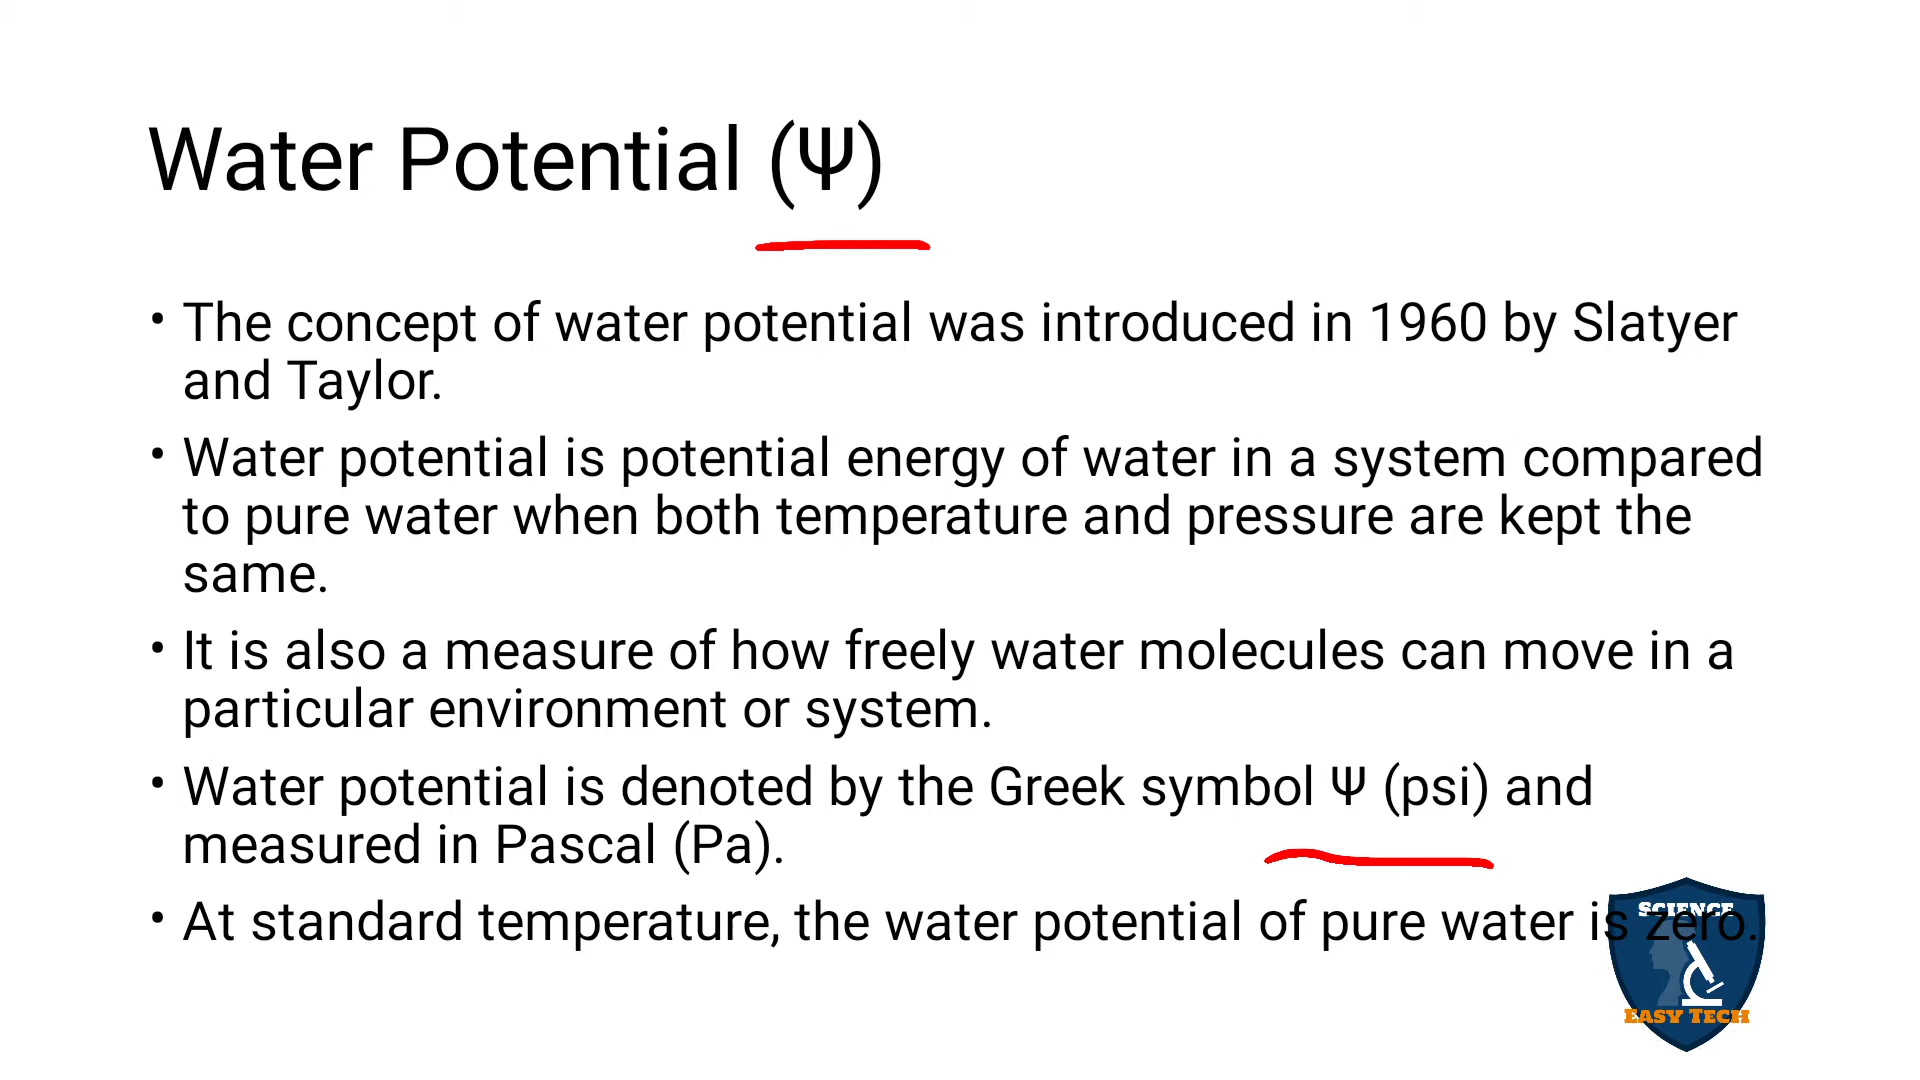 Water Potential (Ψ)
• The concept of water potential was introduced in 1960 by Slatyer
and Taylor.
• Water potential is potential energy of water in a system compared
to pure water when both temperature and pressure are kept the
same.
• It is also a measure of how freely water molecules can move in a
particular environment or system.
• Water potential is denoted by the Greek symbol Ψ (psi) and
measured in Pascal (Pa).
• At standard temperature, the water potential of pure water is zero.
SCIENCE
EASY TECH